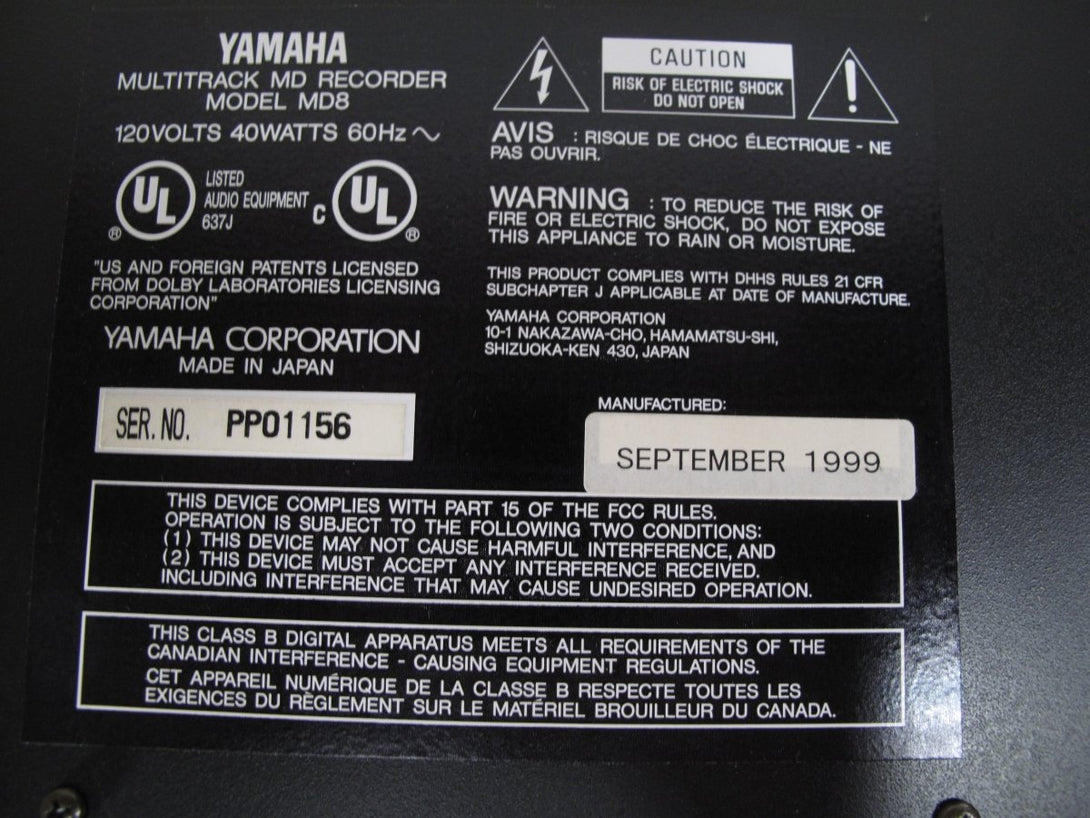 YAMAHA
MULTITRACK MD RECORDER
MODEL MD8
120VOLTS 40WATTS 60Hz ~
UL
®
LISTED
AUDIO EQUIPMENT
637J
C
UL
®
"US AND FOREIGN PATENTS LICENSED
FROM DOLBY LABORATORIES LICENSING
CORPORATION"
YAMAHA CORPORATION
MADE IN JAPAN
SER. NO. PP01156
CAUTION
RISK OF ELECTRIC SHOCK
DO NOT OPEN
!
AVIS : RISQUE DE CHOC ÉLECTRIQUE - NE
PAS OUVRIR.
WARNING : TO REDUCE THE RISK OF
FIRE OR ELECTRIC SHOCK, DO NOT EXPOSE
THIS APPLIANCE TO RAIN OR MOISTURE.
THIS PRODUCT COMPLIES WITH DHHS RULES 21 CFR
SUBCHAPTER J APPLICABLE AT DATE OF MANUFACTURE.
YAMAHA CORPORATION
10-1 NAKAZAWA-CHO, HAMAMATSU-SHI,
SHIZUOKA-KEN 430, JAPAN
MANUFACTURED:
SEPTEMBER 1999
THIS DEVICE COMPLIES WITH PART 15 OF THE FCC RULES.
OPERATION IS SUBJECT TO THE FOLLOWING TWO CONDITIONS:
(1) THIS DEVICE MAY NOT CAUSE HARMFUL INTERFERENCE, AND
(2) THIS DEVICE MUST ACCEPT ANY INTERFERENCE RECEIVED.
INCLUDING INTERFERENCE THAT MAY CAUSE UNDESIRED OPERATION.
THIS CLASS B DIGITAL APPARATUS MEETS ALL REQUIREMENTS OF THE
CANADIAN INTERFERENCE - CAUSING EQUIPMENT REGULATIONS.
CET APPAREIL NUMÉRIQUE DE LA CLASSE B RESPECTE TOUTES LES
EXIGENCES DU RÈGLEMENT SUR LE MATÉRIEL BROUILLEUR DU CANADA.